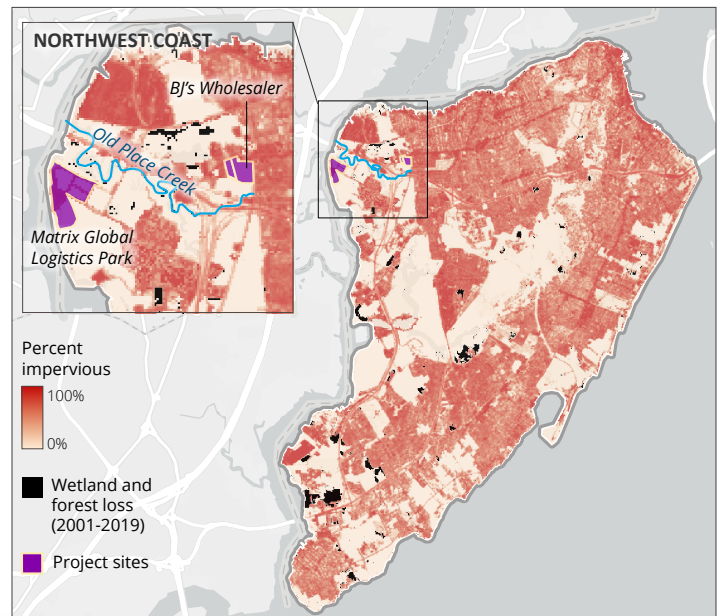 NORTHWEST COAST
BJ's Wholesaler
Old Place Creek
Matrix Global
Logistics Park
Percent
impervious
100%
0%
Wetland and
forest loss
(2001-2019)
Project sites